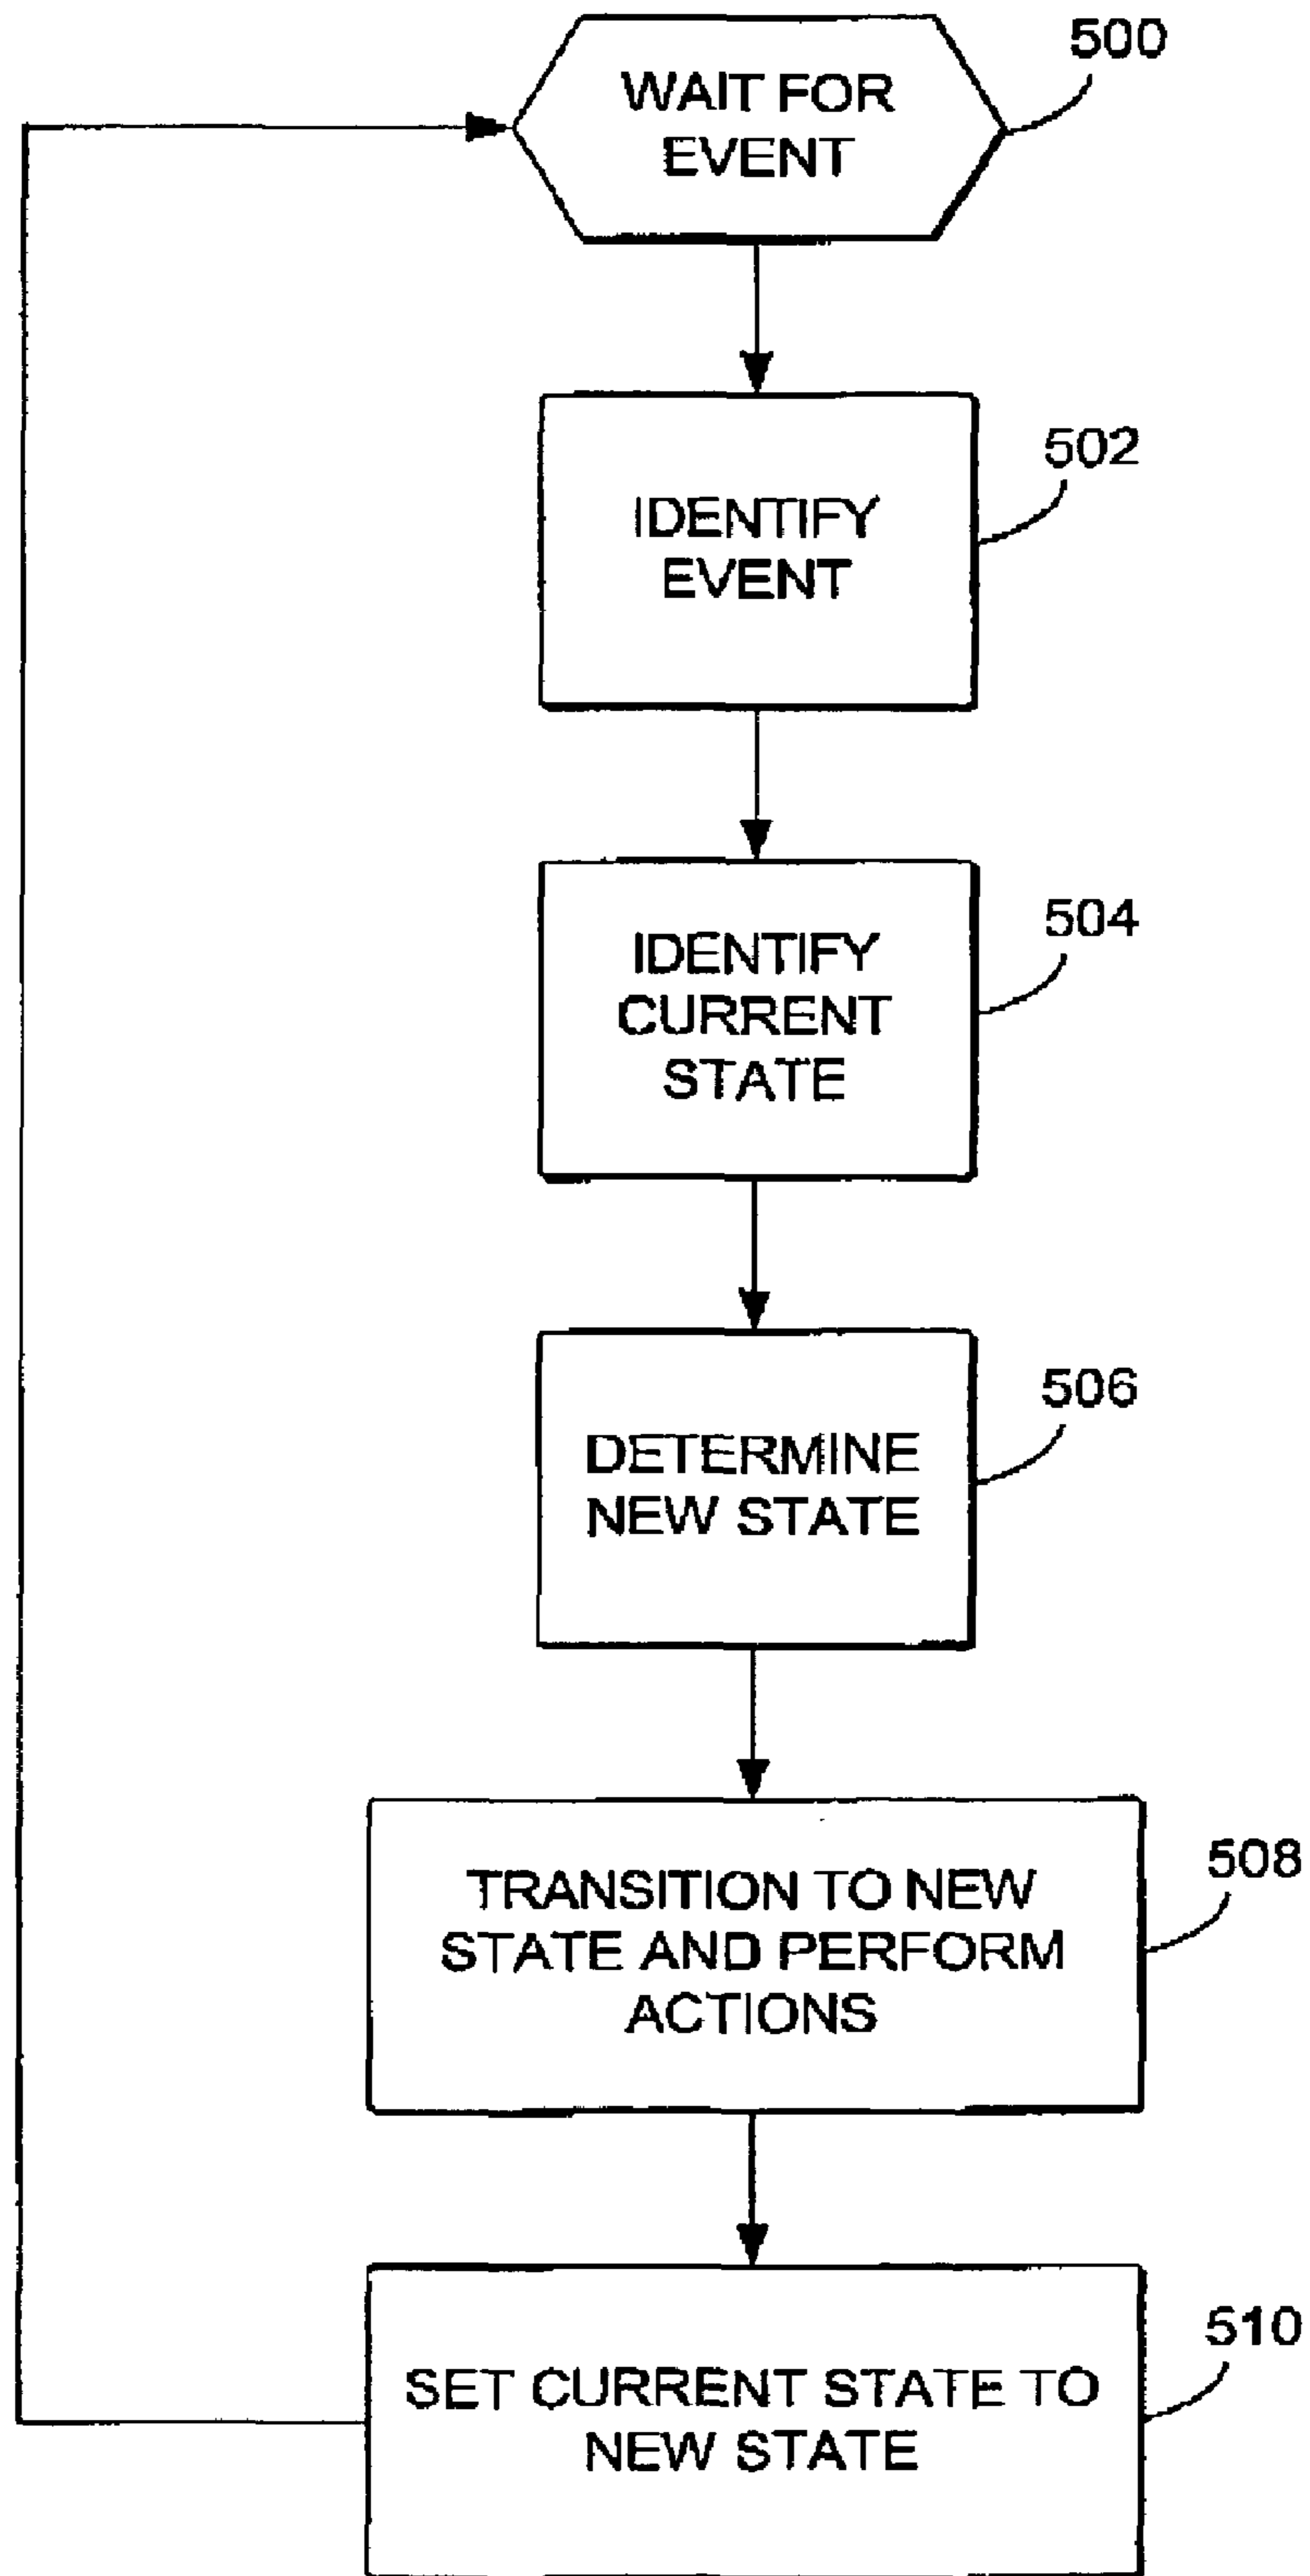 500
WAIT FOR
EVENT
502
IDENTIFY
EVENT
504
IDENTIFY
CURRENT
STATE
506
DETERMINE
NEW STATE
508
TRANSITION TO NEW
STATE AND PERFORM
ACTIONS
510
SET CURRENT STATE TO
NEW STATE